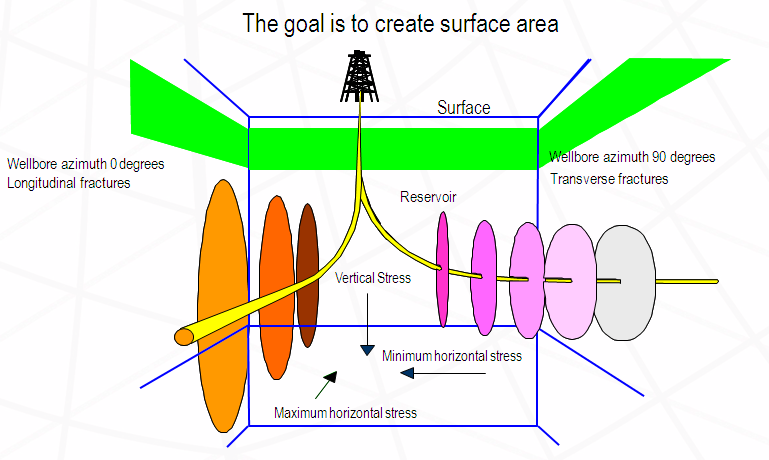 The goal is to create surface area
Surface
Wellbore azimuth 0 degrees
Longitudinal fractures
Wellbore azimuth 90 degrees
Transverse fractures
Reservoir
Vertical Stress
Minimum horizontal stress
Maximum horizontal stress